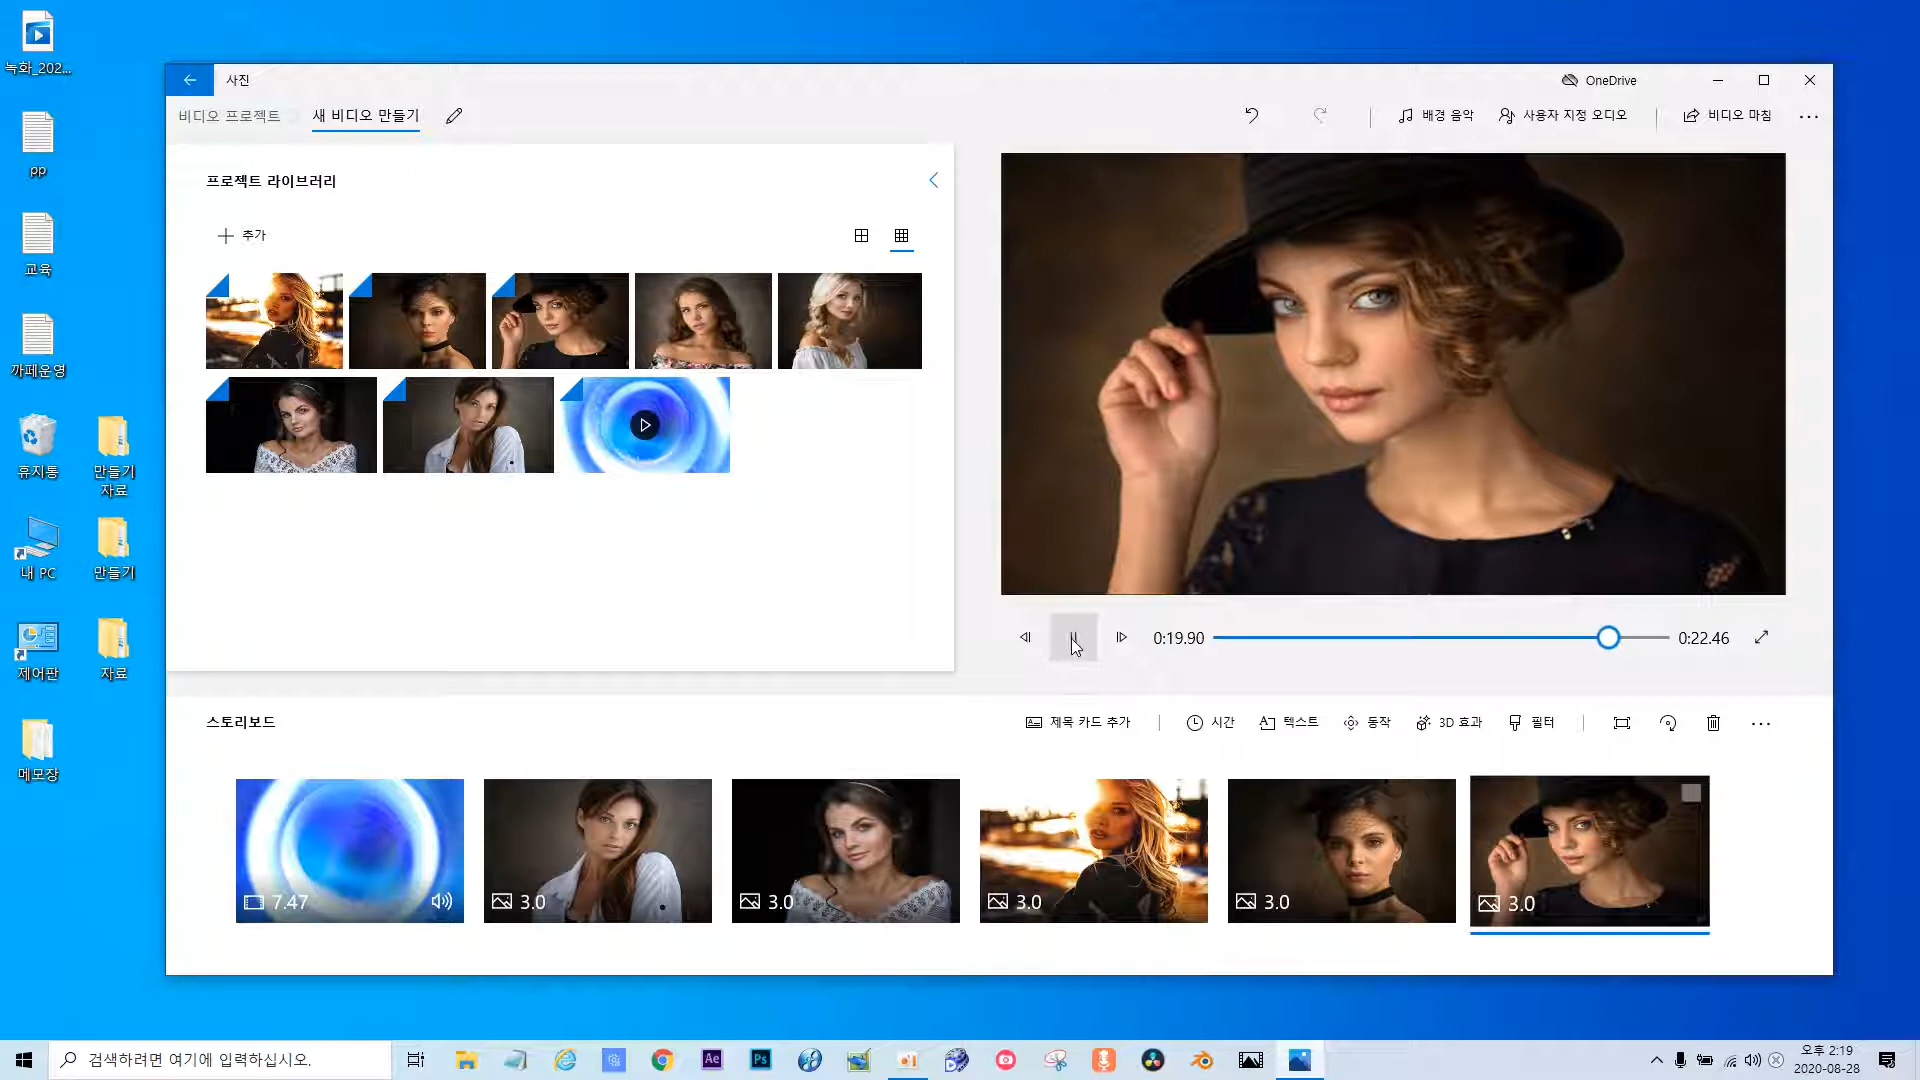 녹화_202...
pp
교육
까페운영
휴지통
만들기
자료
내 PC
만들기
제어판
자료
메모장
사진
OneDrive
비디오 프로젝트
새 비디오 만들기
배경 음악
사용자 지정 오디오
비디오 마침
프로젝트 라이브러리
추가
0:19.90
0:22.46
스토리보드
제목 카드 추가
시간
텍스트
동작
3D 효과
필터
7.47
3.0
3.0
3.0
3.0
3.0
검색하려면 여기에 입력하십시오.
Ae
Ps
오후 2:19
2020-08-28